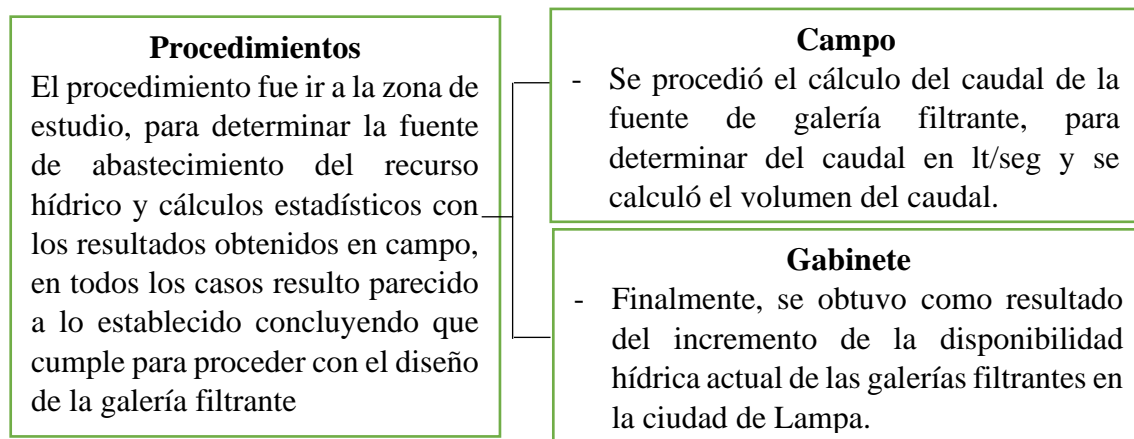 Procedimientos
El procedimiento fue ir a la zona de
estudio, para determinar la fuente
de abastecimiento del recurso
hídrico y cálculos estadísticos con
los resultados obtenidos en campo,
en todos los casos resulto parecido
a lo establecido concluyendo que
cumple para proceder con el diseño
de la galería filtrante
Campo
- Se procedió el cálculo del caudal de la
fuente de galería filtrante, para
determinar del caudal en lt/seg y se
calculó el volumen del caudal.
Gabinete
- Finalmente, se obtuvo como resultado
del incremento de la disponibilidad
hídrica actual de las galerías filtrantes en
la ciudad de Lampa.